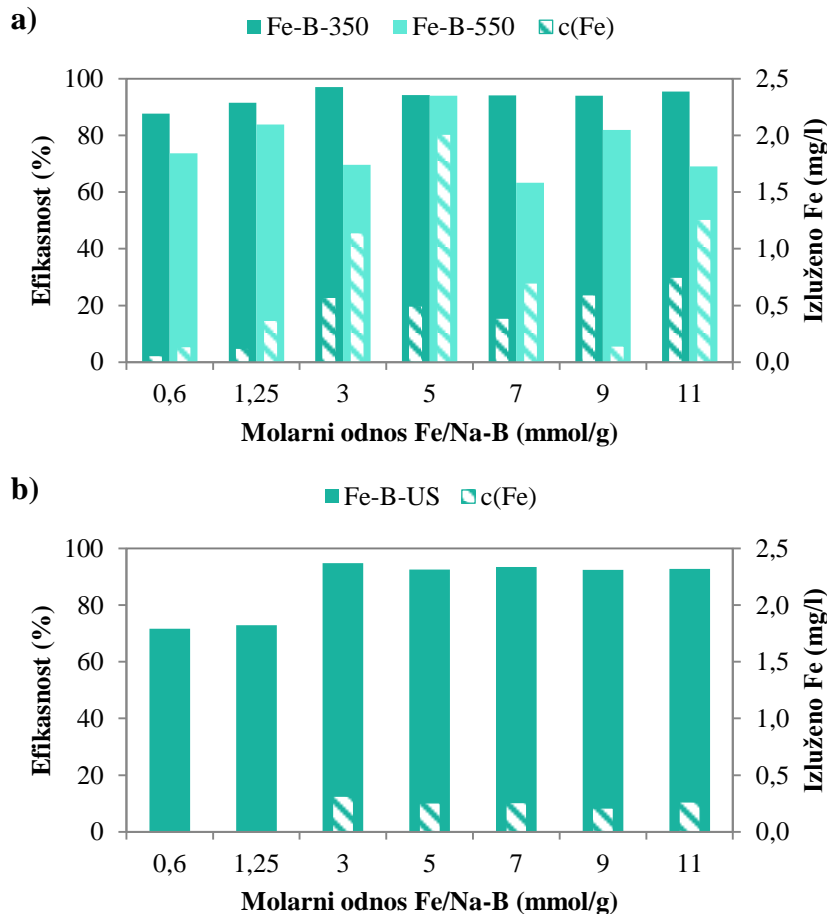 a)
Fe-B-350 Fe-B-550 c(Fe)
Efikasnost (%)
100
80
60
40
20
0
2,5
2,0
1,5
1,0
0,5
0,0
Izluženo Fe (mg/l)
0,6 1,25 3 5 7 9 11
Molarni odnos Fe/Na-B (mmol/g)
b)
Fe-B-US c(Fe)
Efikasnost (%)
100
80
60
40
20
0
2,5
2,0
1,5
1,0
0,5
0,0
Izluženo Fe (mg/l)
0,6 1,25 3 5 7 9 11
Molarni odnos Fe/Na-B (mmol/g)